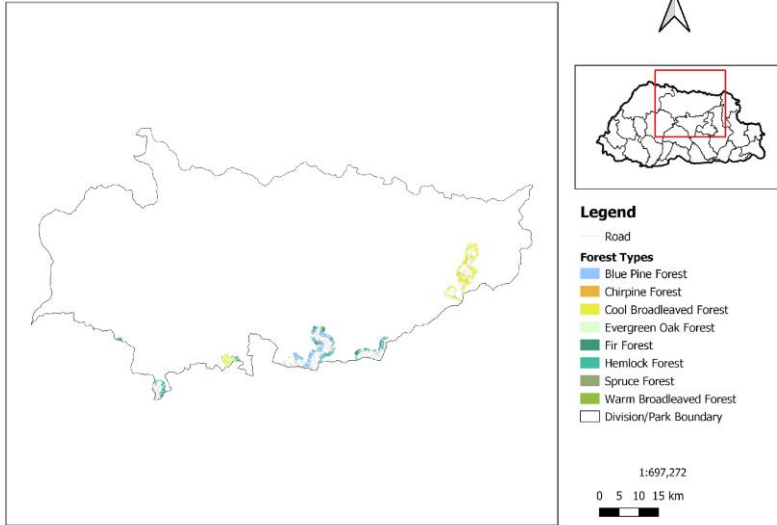 Legend
Road
Forest Types
Blue Pine Forest
Chirpine Forest
Cool Broadleaved Forest
Evergreen Oak Forest
Fir Forest
Hemlock Forest
Spruce Forest
Warm Broadleaved Forest
Division/Park Boundary
1:697,272
0 5 10 15 km